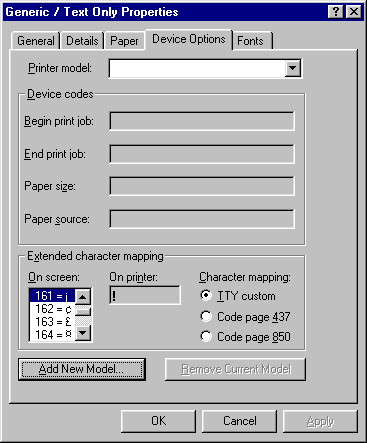 Generic / Text Only Properties
General Details Paper Device Options Fonts
Printer model:
Device codes
Begin print job:
End print job:
Paper size:
Paper source:
Extended character mapping
On screen: On printer: Character mapping:
161 = ¡ ! TTY custom
162 = ¢ Code page 437
163 = £
164 = ¤ Code page 850
Add New Model... Remove Current Model
OK Cancel Apply